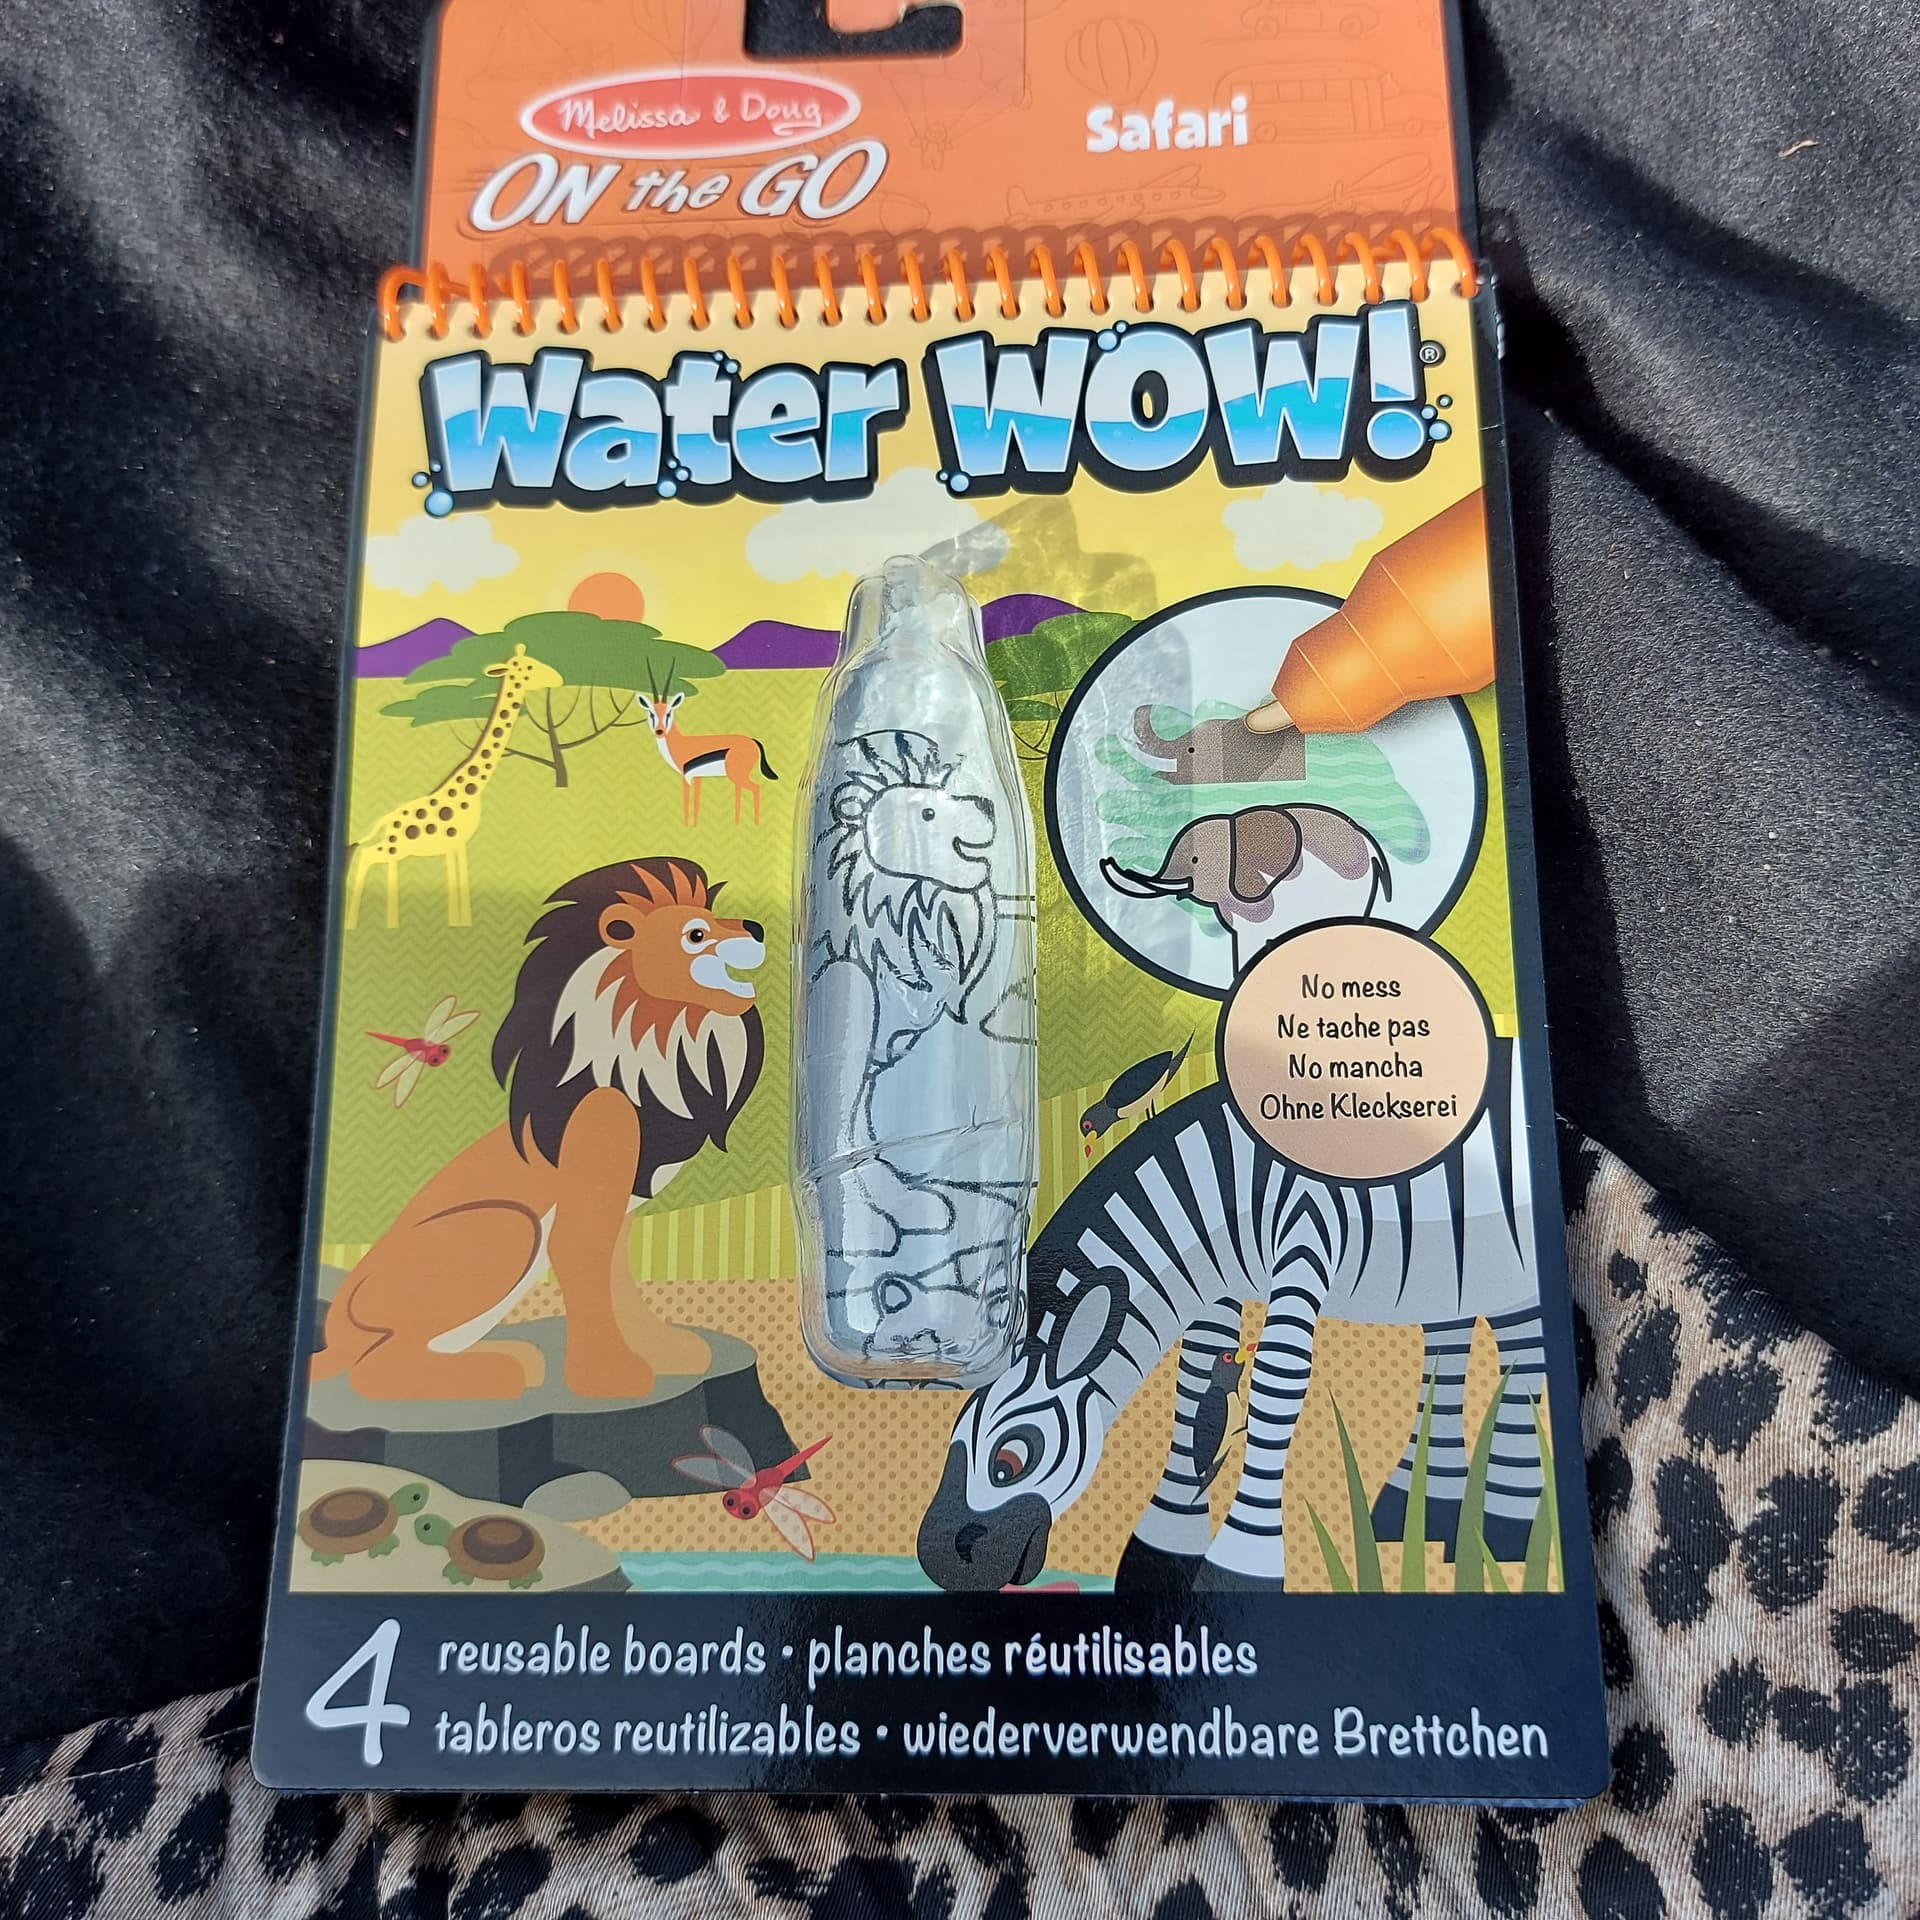 Melissa & Doug
ON the GO
Safari
Water WOW!®
No mess
Ne tache pas
No mancha
Ohne Kleckserei
4
reusable boards • planches réutilisables
tableros reutilizables • wiederverwendbare Brettchen